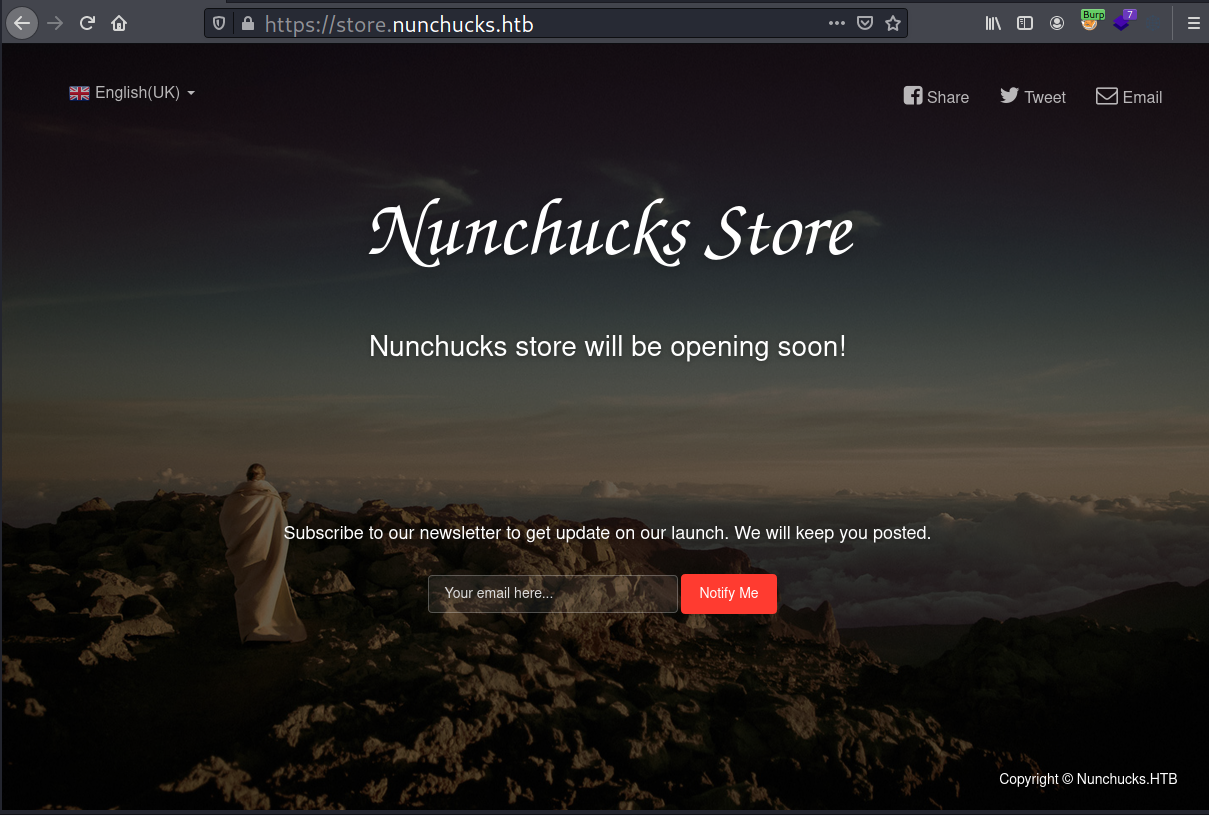 https://store.nunchucks.htb
Burp
7
English(UK)
Share
Tweet
Email
Nunchucks Store
Nunchucks store will be opening soon!
Subscribe to our newsletter to get update on our launch. We will keep you posted.
Your email here...
Notify Me
Copyright © Nunchucks.HTB